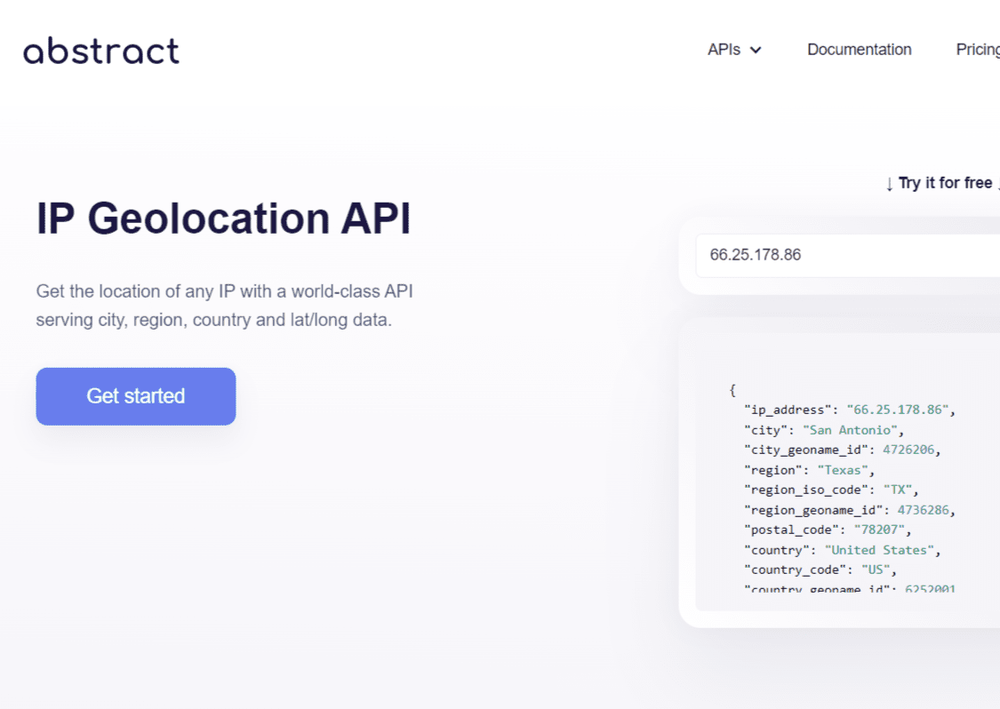 abstract
APIs
Documentation
Pricing
↓ Try it for free
IP Geolocation API
Get the location of any IP with a world-class API
serving city, region, country and lat/long data.
Get started
66.25.178.86
{
"ip_address": "66.25.178.86",
"city": "San Antonio",
"city_geoname_id": 4726206,
"region": "Texas",
"region_iso_code": "TX",
"region_geoname_id": 4736286,
"postal_code": "78207",
"country": "United States",
"country_code": "US",
"country_geoname_id": 6252001